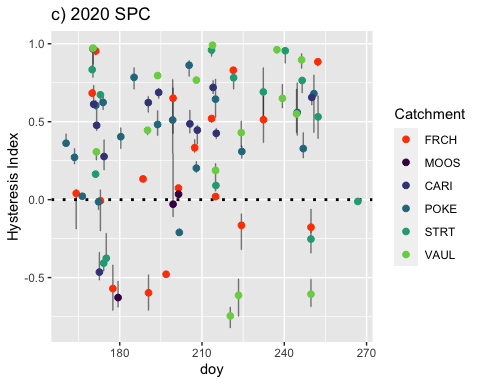 c) 2020 SPC
Hysteresis Index
1.0
0.5
0.0
-0.5
180
210
240
270
doy
Catchment
FRCH
MOOS
CARI
POKE
STRT
VAUL